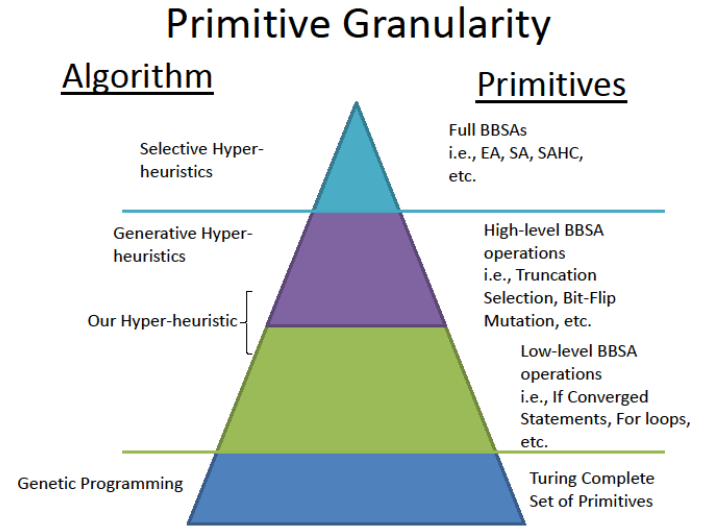 Primitive Granularity
Algorithm
Primitives
Selective Hyper-
heuristics
Full BBSAs
i.e., EA, SA, SAHC,
etc.
Generative Hyper-
heuristics
High-level BBSA
operations
i.e., Truncation
Selection, Bit-Flip
Mutation, etc.
Our Hyper-heuristic
Low-level BBSA
operations
i.e., If Converged
Statements, For loops,
etc.
Genetic Programming
Turing Complete
Set of Primitives